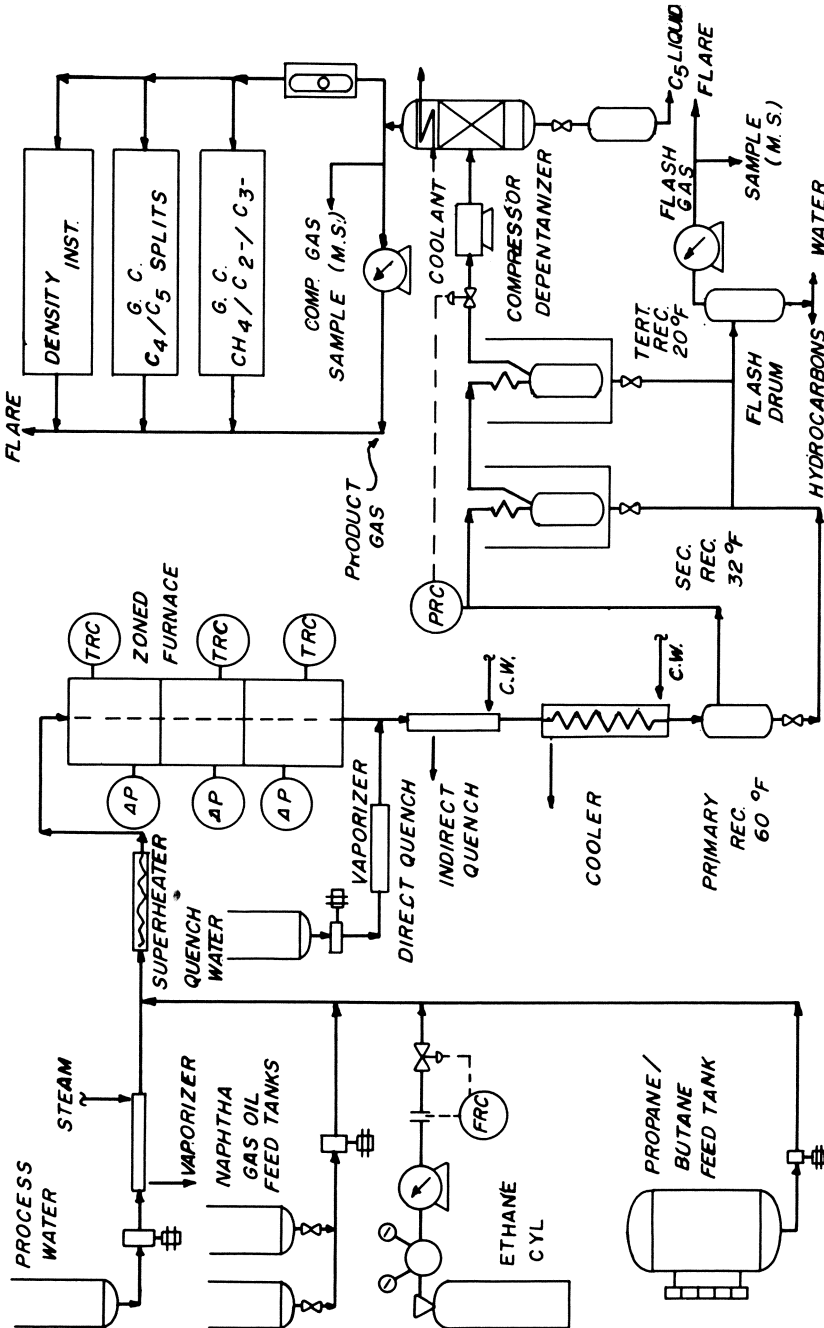 PROCESS
WATER
STEAM
VAPORIZER
NAPHTHA
GAS OIL
FEED TANKS
FRC
ETHANE
CYL
PROPANE/
BUTANE
FEED TANK
SUPERHEATER
QUENCH
WATER
VAPORIZER
DIRECT QUENCH
INDIRECT
QUENCH
ΔP
ΔP
ΔP
TRC
TRC
TRC
ZONED
FURNACE
C.W.
COOLER
C.W.
PRIMARY
REC.
60 °F
PRC
SEC.
REC.
32°F
TERT.
REC.
20°F
FLASH
DRUM
HYDROCARBONS
WATER
FLASH
GAS
SAMPLE
(M.S.)
FLARE
C5 LIQUID
COMPRESSOR
DEPENTANIZER
COOLANT
COMP. GAS
SAMPLE (M.S.)
PRODUCT
GAS
FLARE
DENSITY
INST.
G. C.
C4/C5 SPLITS
G. C.
CH4/C2-/C3-